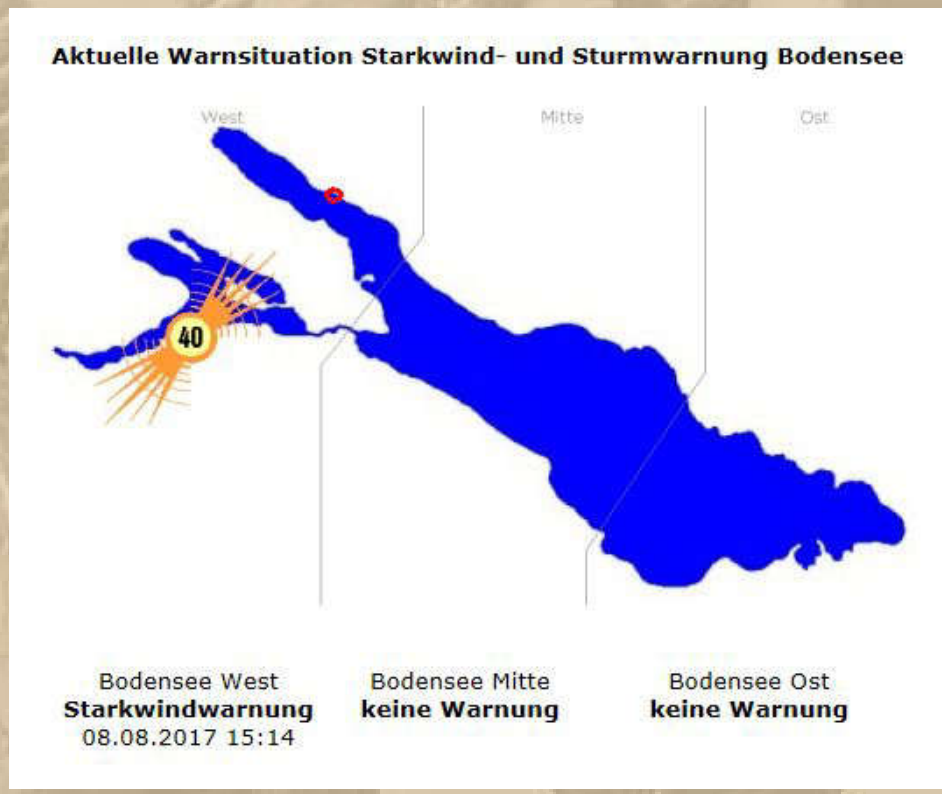 Aktuelle Warnsituation Starkwind- und Sturmwarnung Bodensee
West
Mitte
Ost
40
Bodensee West
Starkwindwarnung
08.08.2017 15:14
Bodensee Mitte
keine Warnung
Bodensee Ost
keine Warnung